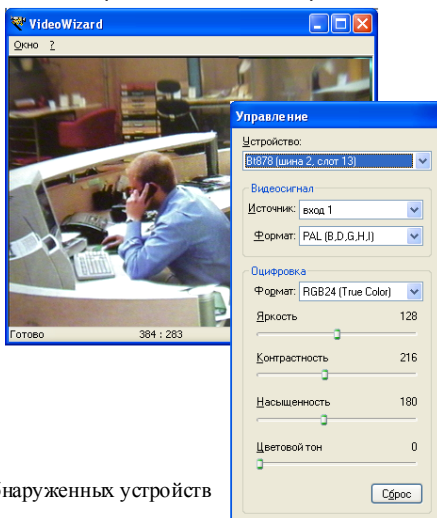 VideoWizard
Окно ?
Готово 384 : 283
Управление
Устройство:
Bt878 (шина 2, слот 13)
Видеосигнал
Источник: вход 1
Формат: PAL (B,D,G,H,I)
Оцифровка
Формат: RGB24 (True Color)
Яркость 128
Контрастность 216
Насыщенность 180
Цветовой тон 0
Сброс
наруженных устройств